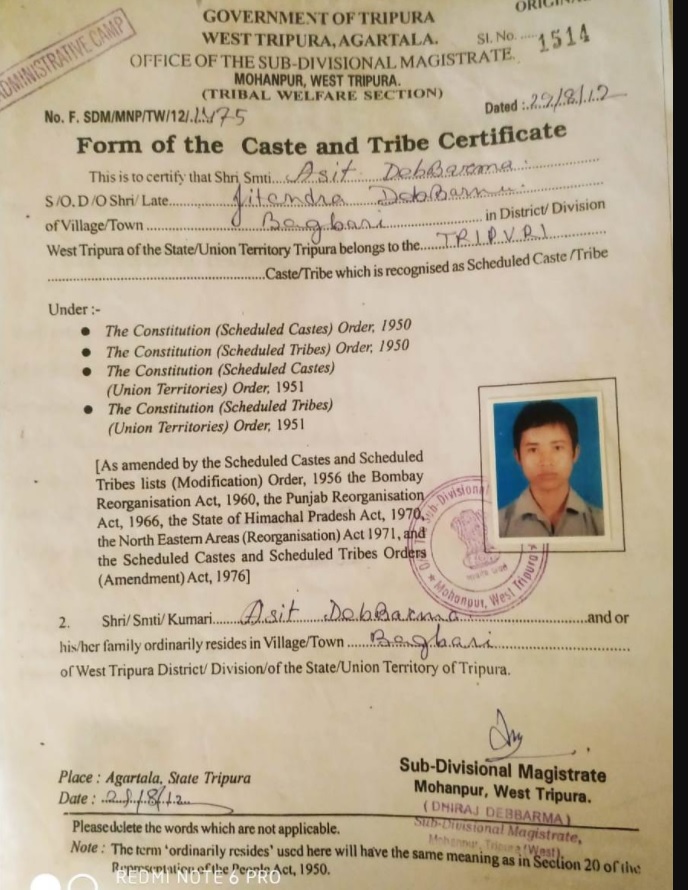 ORIGINAL
ADMINISTRATIVE CAMP
GOVERNMENT OF TRIPURA
WEST TRIPURA, AGARTALA. Sl. No. 1514
OFFICE OF THE SUB-DIVISIONAL MAGISTRATE.
MOHANPUR, WEST TRIPURA.
(TRIBAL WELFARE SECTION)
No. F. SDM/MNP/TW/12/. Dated :
Form of the Caste and Tribe Certificate
This is to certify that Shri Smti....Asit DebBarma.
S/O. D/O Shri/ Late........Jitendra DebBarma
of Village/Town ........Bagbari........ in District/ Division
West Tripura of the State/Union Territory Tripura belongs to the.....TRIPURI
Caste/Tribe which is recognised as Scheduled Caste /Tribe
Under :-
● The Constitution (Scheduled Castes) Order, 1950
● The Constitution (Scheduled Tribes) Order, 1950
● The Constitution (Scheduled Castes)
(Union Territories) Order, 1951
● The Constitution (Scheduled Tribes)
(Union Territories) Order, 1951
[As amended by the Scheduled Castes and Scheduled
Tribes lists (Modification) Order, 1956 the Bombay
Reorganisation Act, 1960, the Punjab Reorganisation
Act, 1966, the State of Himachal Pradesh Act, 1970,
the North Eastern Areas (Reorganisation) Act 1971, and
the Scheduled Castes and Scheduled Tribes Orders
(Amendment) Act, 1976]
Sub-Divisional
★ Mohanpur, West Tripura
2. Shri/ Smti/ Kumari......Asit DebBarma......and or
his/her family ordinarily resides in Village/Town ......Bagbari......
of West Tripura District/ Division/of the State/Union Territory of Tripura.
Sub-Divisional Magistrate
Mohanpur, West Tripura.
(DHIRAJ DEBBARMA)
Sub-Divisional Magistrate,
Mohanpur, Tripura (West)
Place : Agartala, State Tripura
Date :
Please delete the words which are not applicable.
Note : The term 'ordinarily resides' used here will have the same meaning as in Section 20 of the
Representation of the People Act, 1950.
REDMI NOTE 6 PRO